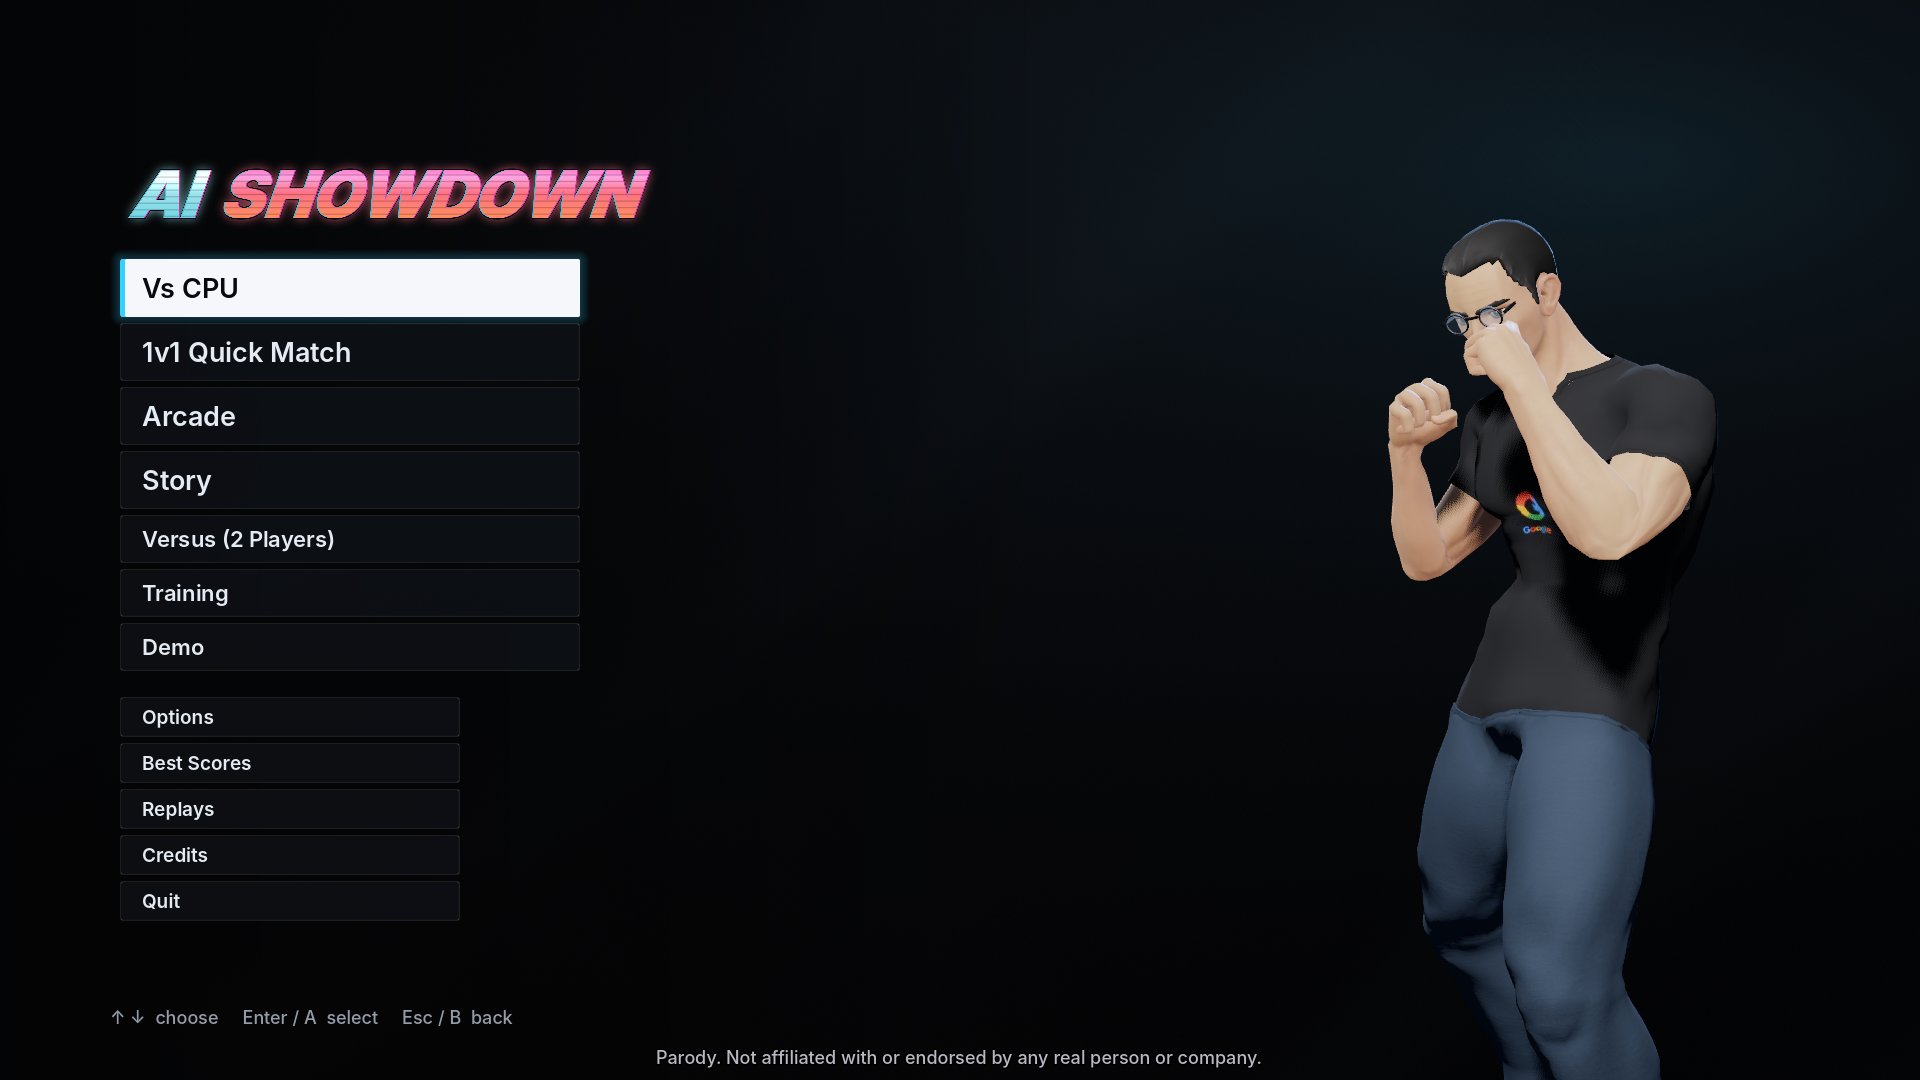 AI SHOWDOWN
Vs CPU
1v1 Quick Match
Arcade
Story
Versus (2 Players)
Training
Demo
Options
Best Scores
Replays
Credits
Quit
Google
↑ ↓ choose Enter / A select Esc / B back
Parody. Not affiliated with or endorsed by any real person or company.